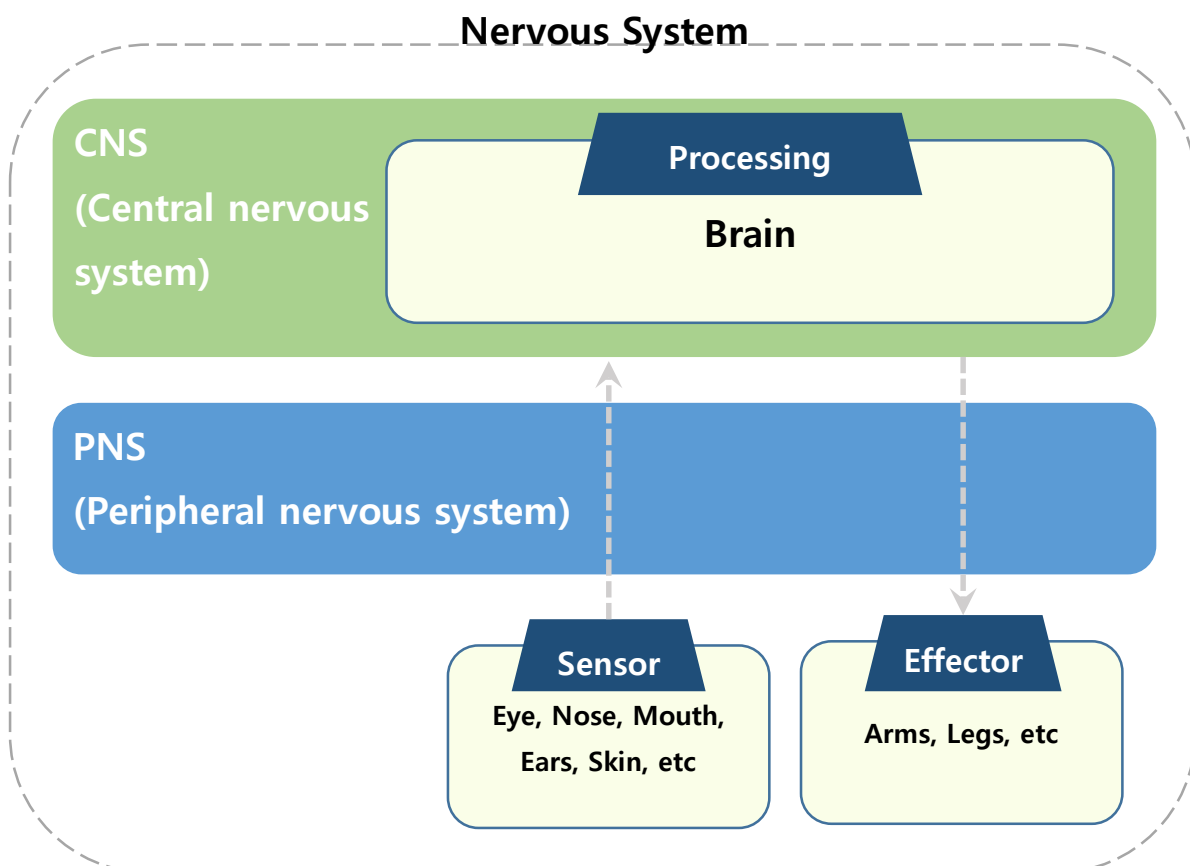 Nervous System
CNS
(Central nervous
system)
Processing
Brain
PNS
(Peripheral nervous system)
Sensor
Eye, Nose, Mouth,
Ears, Skin, etc
Effector
Arms, Legs, etc